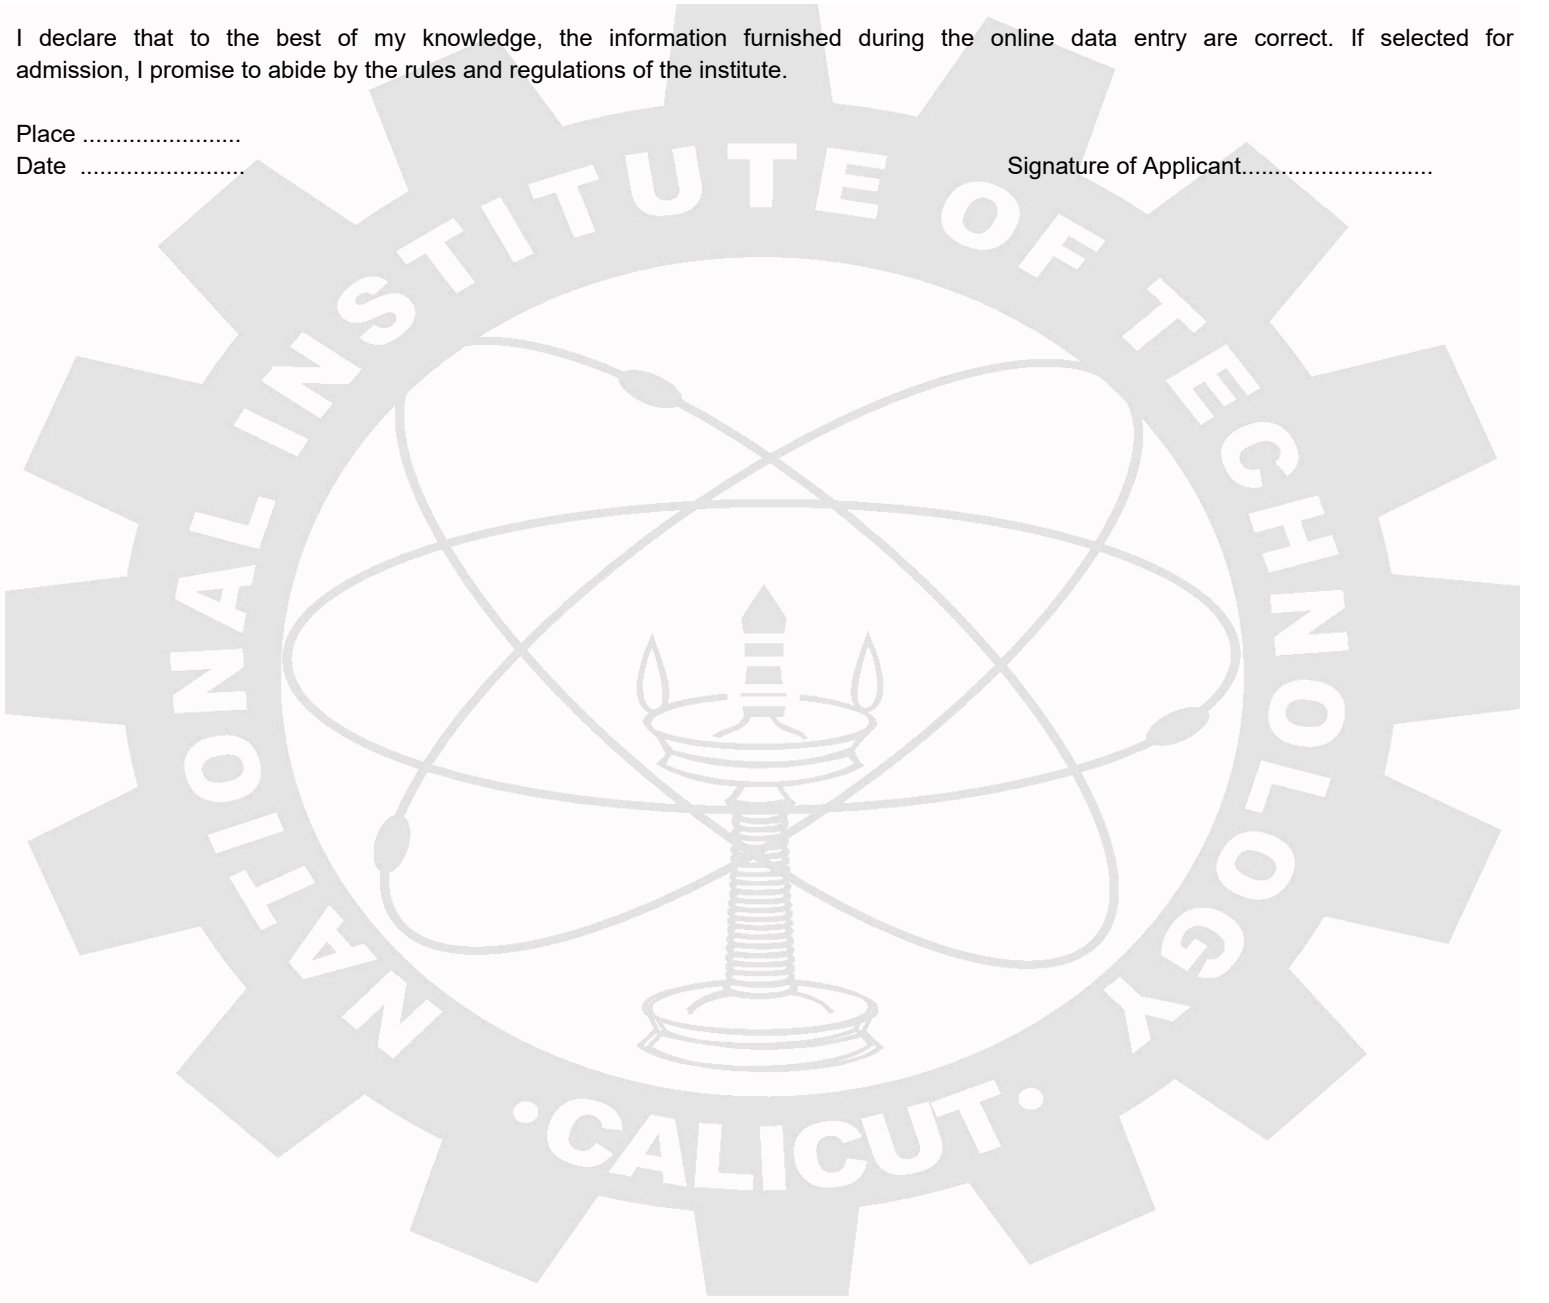 I declare that to the best of my knowledge, the information furnished during the online data entry are correct. If selected for
admission, I promise to abide by the rules and regulations of the institute.
Place ........................
Date .........................
Signature of Applicant.............................
NATIONAL INSTITUTE OF TECHNOLOGY
•CALICUT•